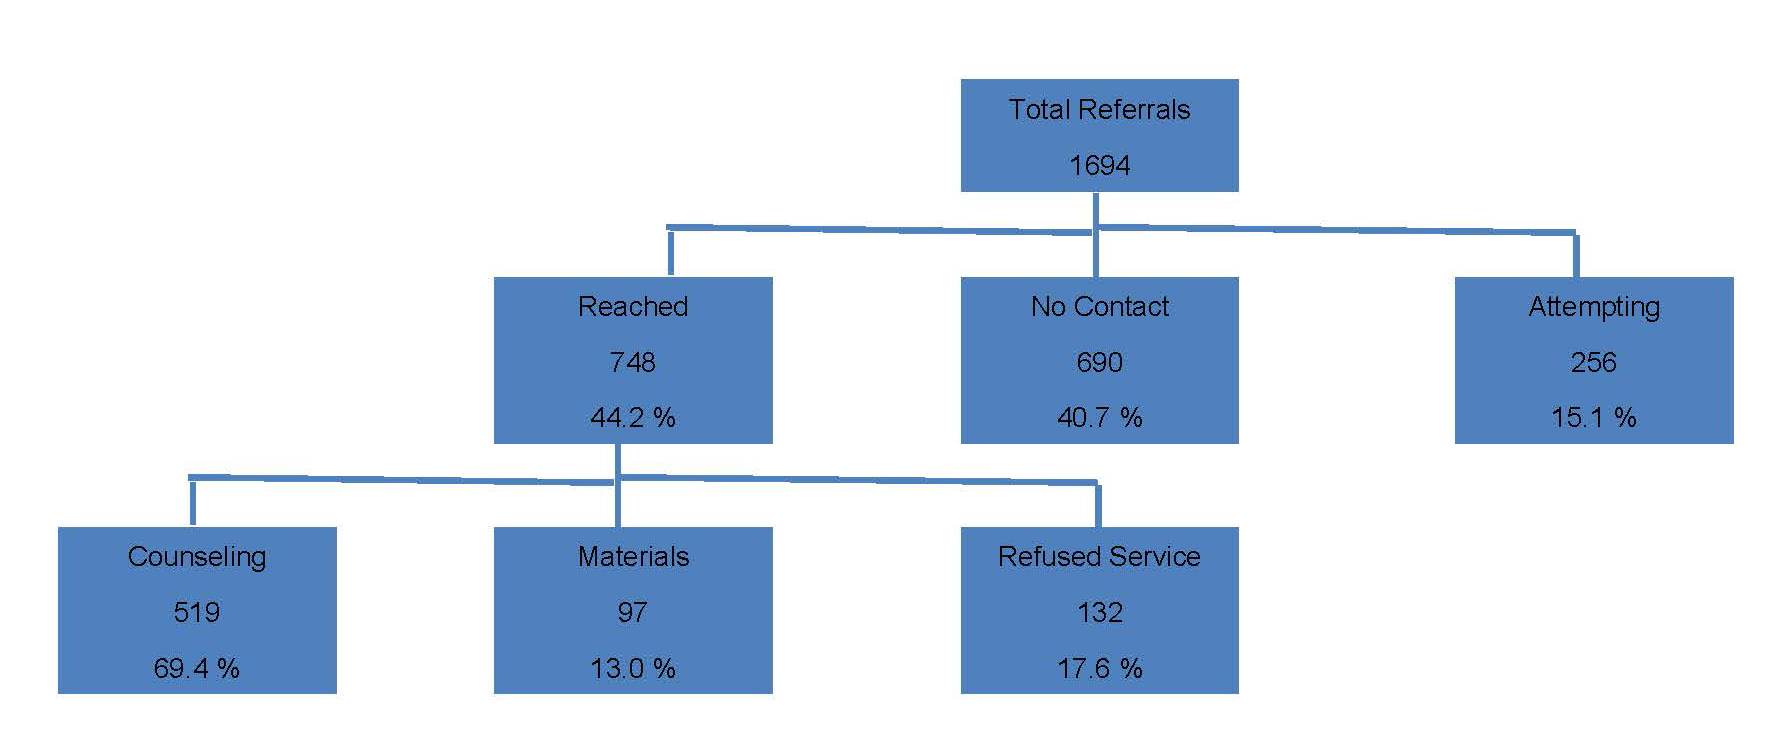 Total Referrals
1694
Reached
748
44.2 %
No Contact
690
40.7 %
Attempting
256
15.1 %
Counseling
519
69.4 %
Materials
97
13.0 %
Refused Service
132
17.6 %